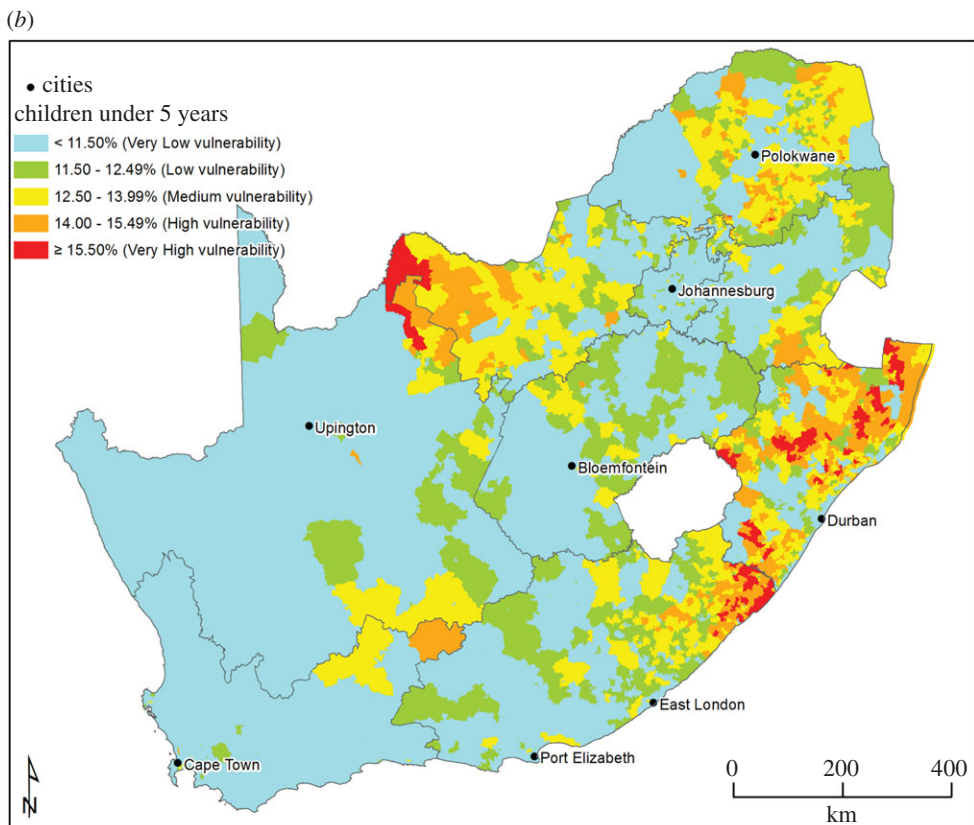 (b)
cities
children under 5 years
< 11.50% (Very Low vulnerability)
11.50 - 12.49% (Low vulnerability)
12.50 - 13.99% (Medium vulnerability)
14.00 - 15.49% (High vulnerability)
≥ 15.50% (Very High vulnerability)
Polokwane
Johannesburg
Upington
Bloemfontein
Durban
East London
Port Elizabeth
Cape Town
N
0 200 400
km